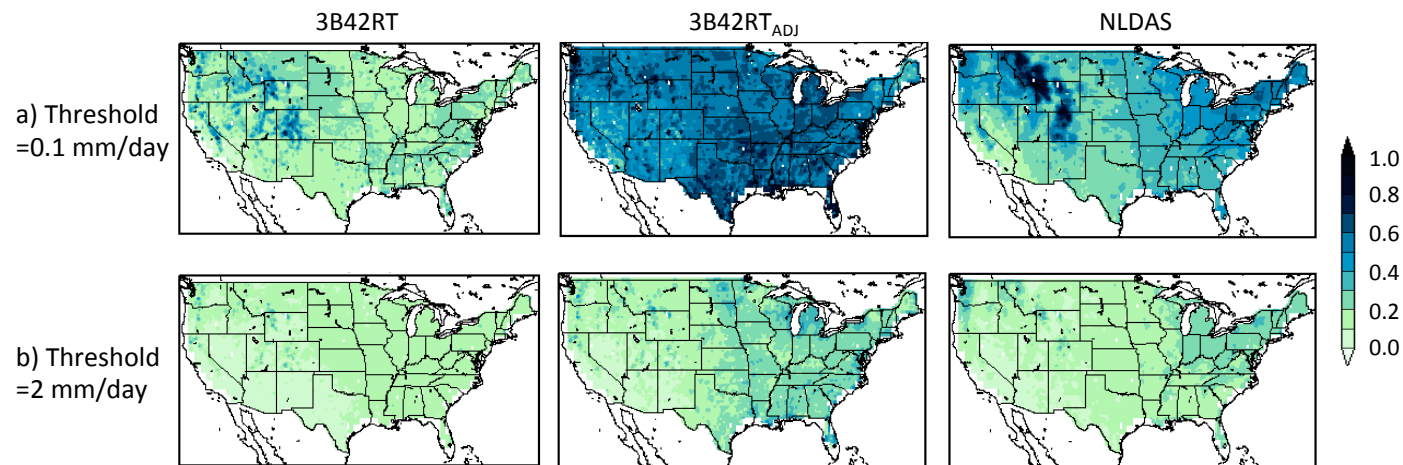 3B42RT
3B42RTADJ
NLDAS
a) Threshold
=0.1 mm/day
1.0
0.8
0.6
0.4
0.2
0.0
b) Threshold
=2 mm/day